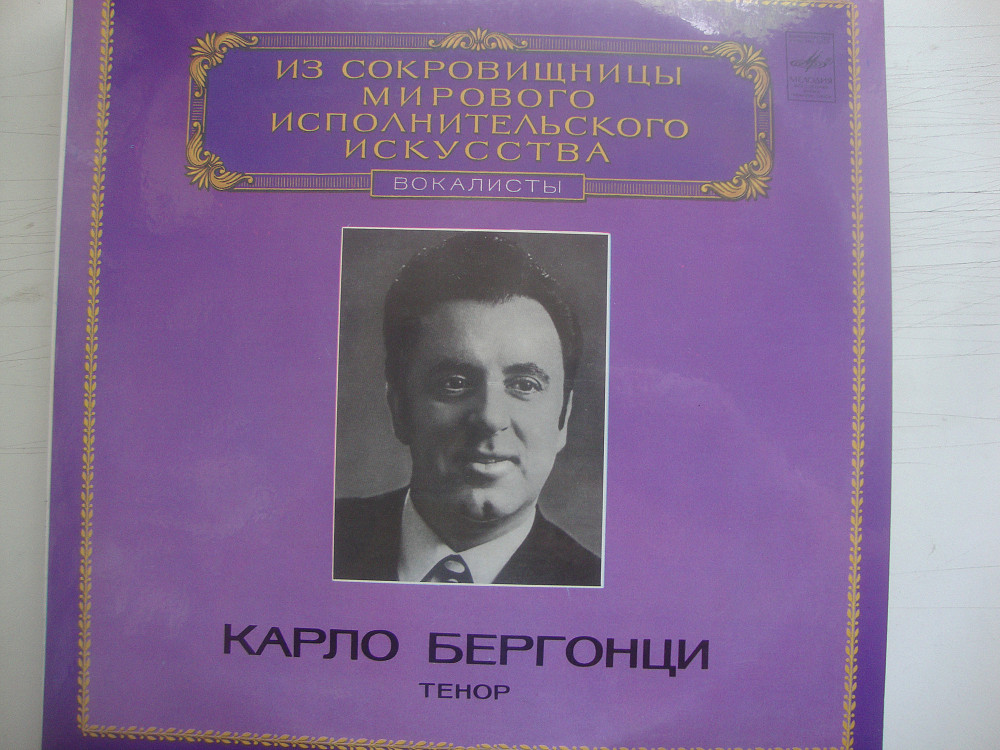 ИЗ СОКРОВИЩНИЦЫ
МИРОВОГО
ИСПОЛНИТЕЛЬСКОГО
ИСКУССТВА
ВОКАЛИСТЫ
КАРЛО БЕРГОНЦИ
ТЕНОР